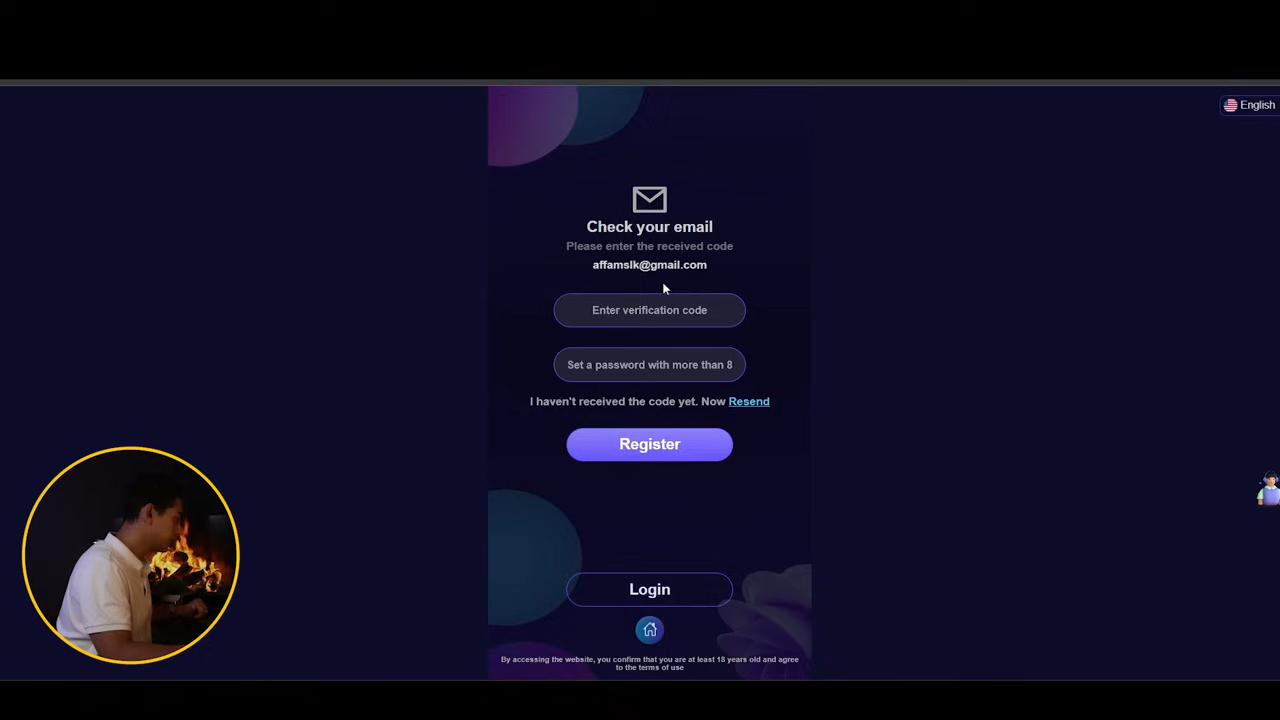 English
Check your email
Please enter the received code
affamslk@gmail.com
Enter verification code
Set a password with more than 8
I haven't received the code yet. Now Resend
Register
Login
By accessing the website, you confirm that you are at least 18 years old and agree
to the terms of use